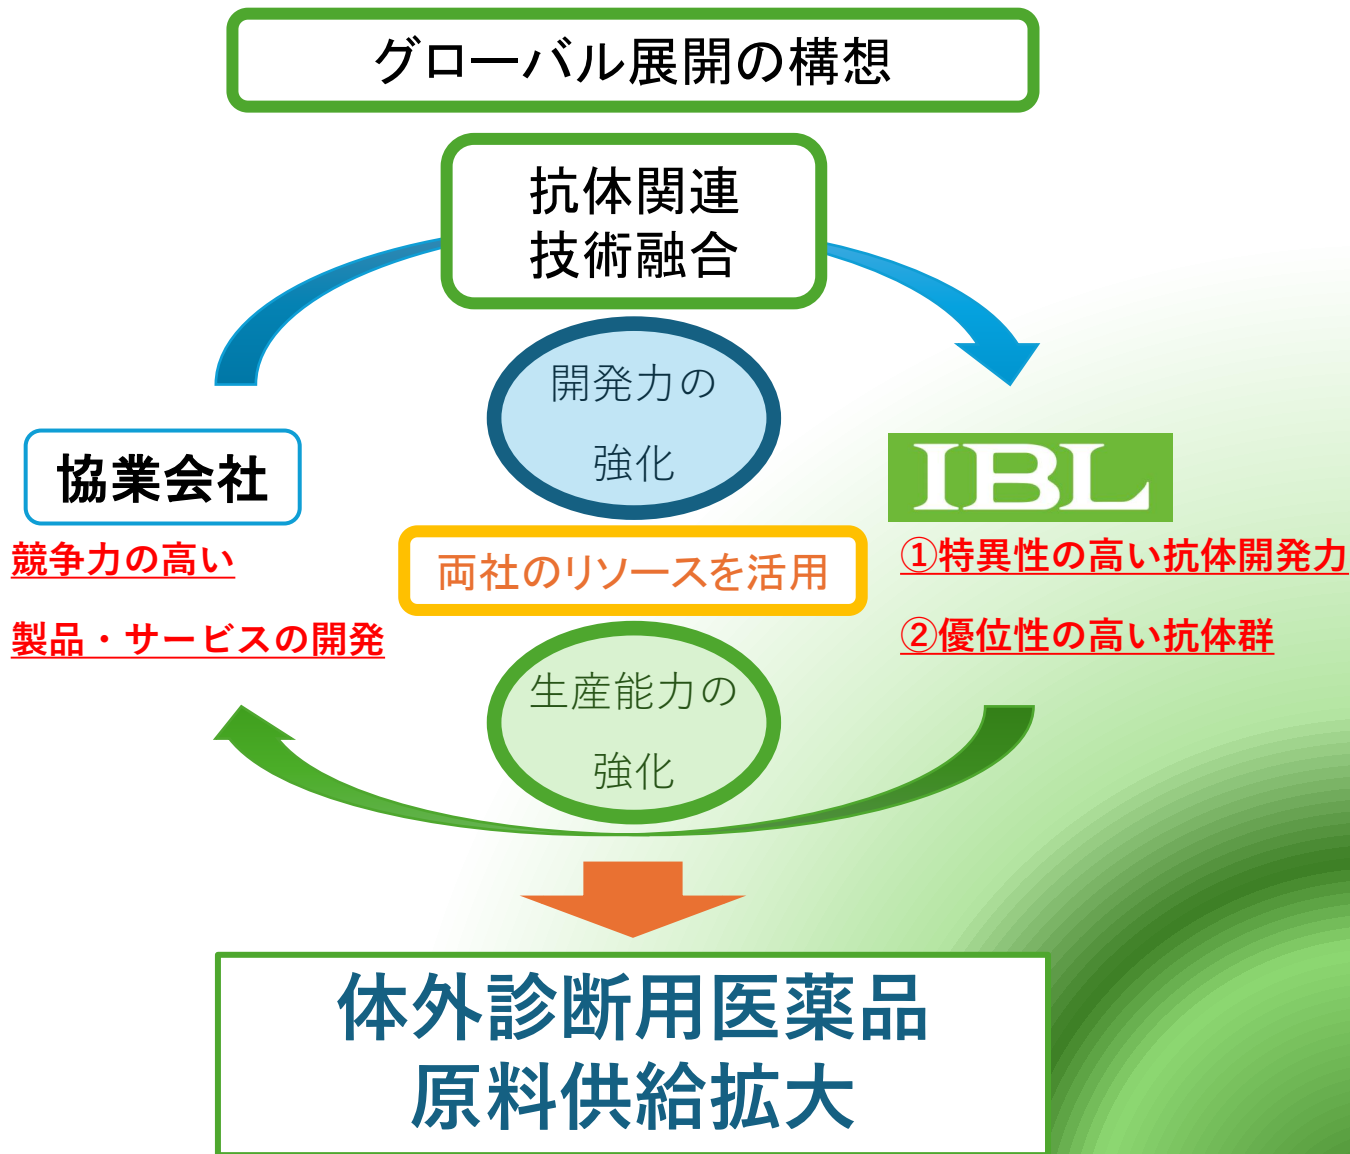 グローバル展開の構想
抗体関連
技術融合
開発力の
強化
協業会社
競争力の高い
製品・サービスの開発
両社のリソースを活用
IBL
①特異性の高い抗体開発力
②優位性の高い抗体群
生産能力の
強化
体外診断用医薬品
原料供給拡大